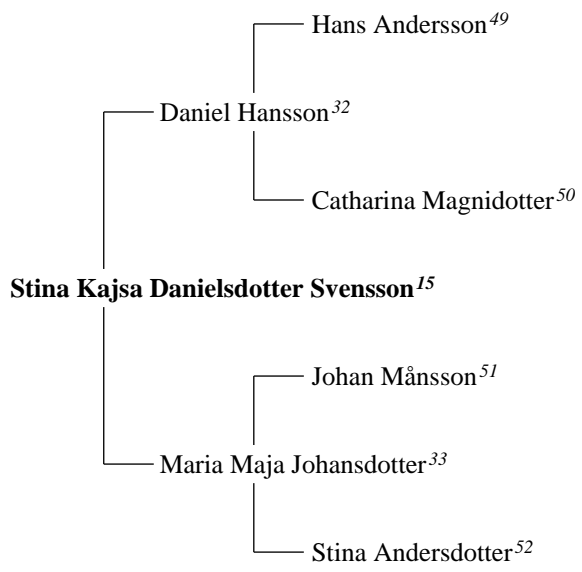 Hans Andersson49
Daniel Hansson32
Catharina Magnidotter50
Stina Kajsa Danielsdotter Svensson15
Johan Månsson51
Maria Maja Johansdotter33
Stina Andersdotter52